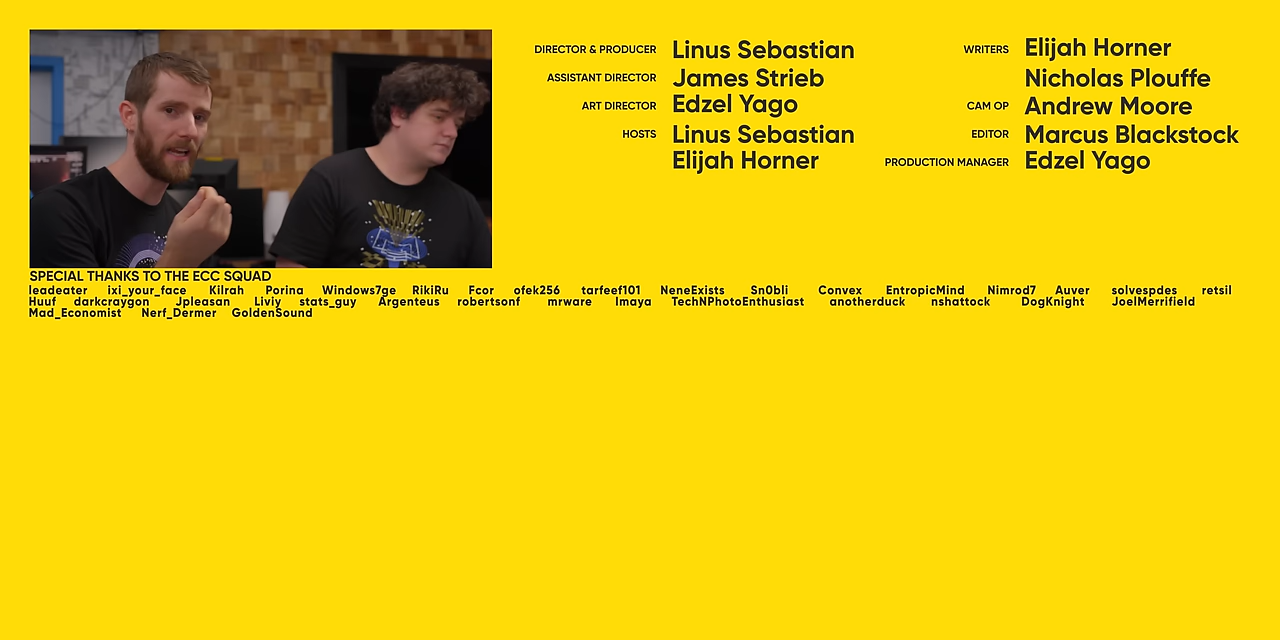 DIRECTOR & PRODUCER Linus Sebastian
ASSISTANT DIRECTOR James Strieb
ART DIRECTOR Edzel Yago
HOSTS Linus Sebastian
Elijah Horner
WRITERS Elijah Horner
Nicholas Plouffe
CAM OP Andrew Moore
EDITOR Marcus Blackstock
PRODUCTION MANAGER Edzel Yago
SPECIAL THANKS TO THE ECC SQUAD
leadeater ixi_your_face Kilrah Porina Windows7ge RikiRu Fcor ofek256 tarfeef101 NeneExists Sn0bli Convex EntropicMind Nimrod7 Auver solvespdes retsil
Huuf darkcraygon Jpleasan Liviy stats_guy Argenteus robertsonf mrware Imaya TechNPhotoEnthusiast anotherduck nshattock DogKnight JoelMerrifield
Mad_Economist Nerf_Dermer GoldenSound